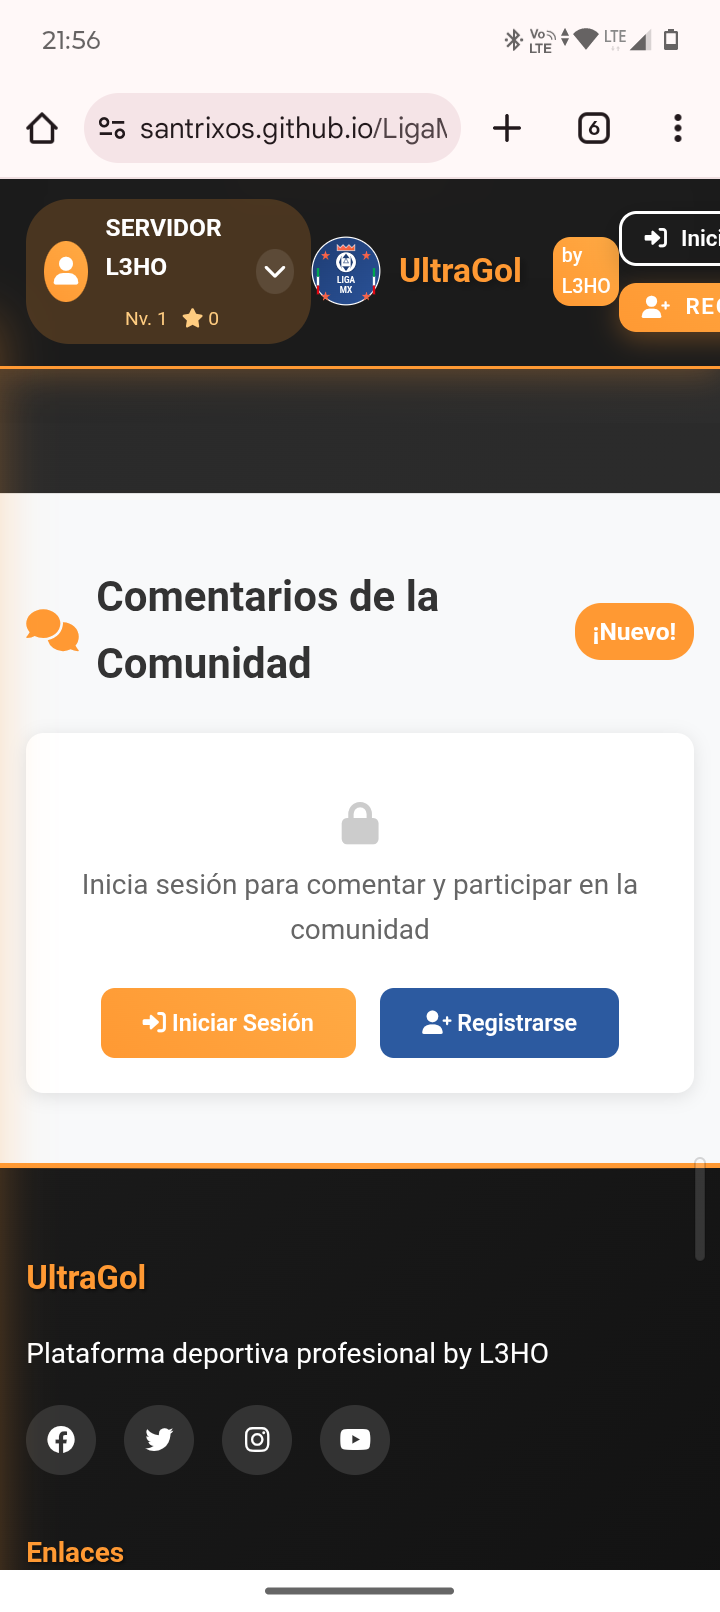 21:56
Vo LTE
LTE
santrixos.github.io/LigaM
6
SERVIDOR
L3HO
Nv. 1
0
LIGA
MX
UltraGol
by
L3HO
Inici
REG
Comentarios de la
Comunidad
¡Nuevo!
Inicia sesión para comentar y participar en la
comunidad
Iniciar Sesión
Registrarse
UltraGol
Plataforma deportiva profesional by L3HO
Enlaces